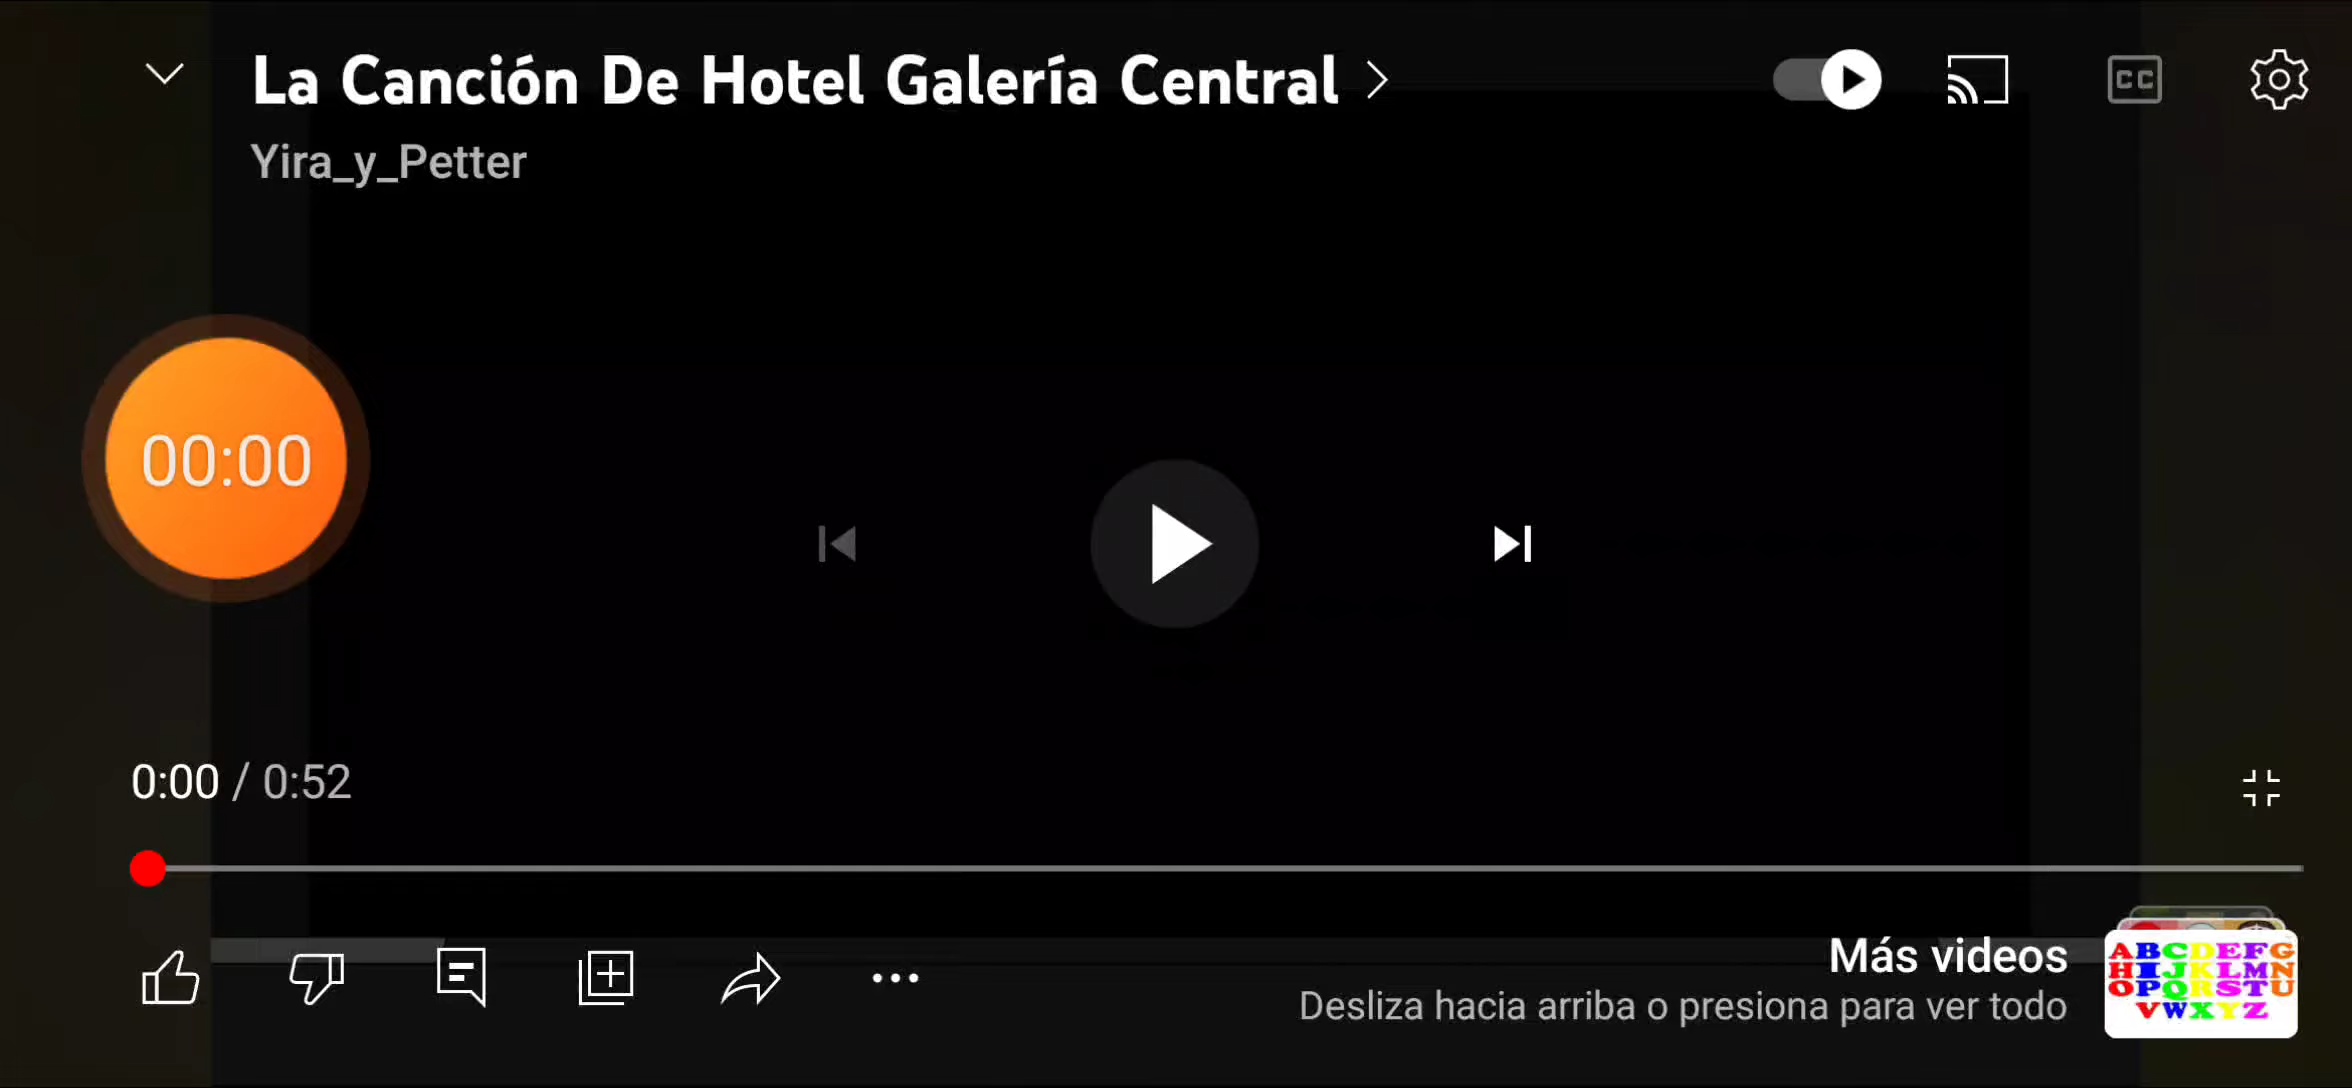 La Canción De Hotel Galería Central
Yira_y_Petter
CC
00:00
0:00 / 0:52
Más videos
Desliza hacia arriba o presiona para ver todo
ABCDEFG
HIJKLMN
OPQRSTU
VWXYZ